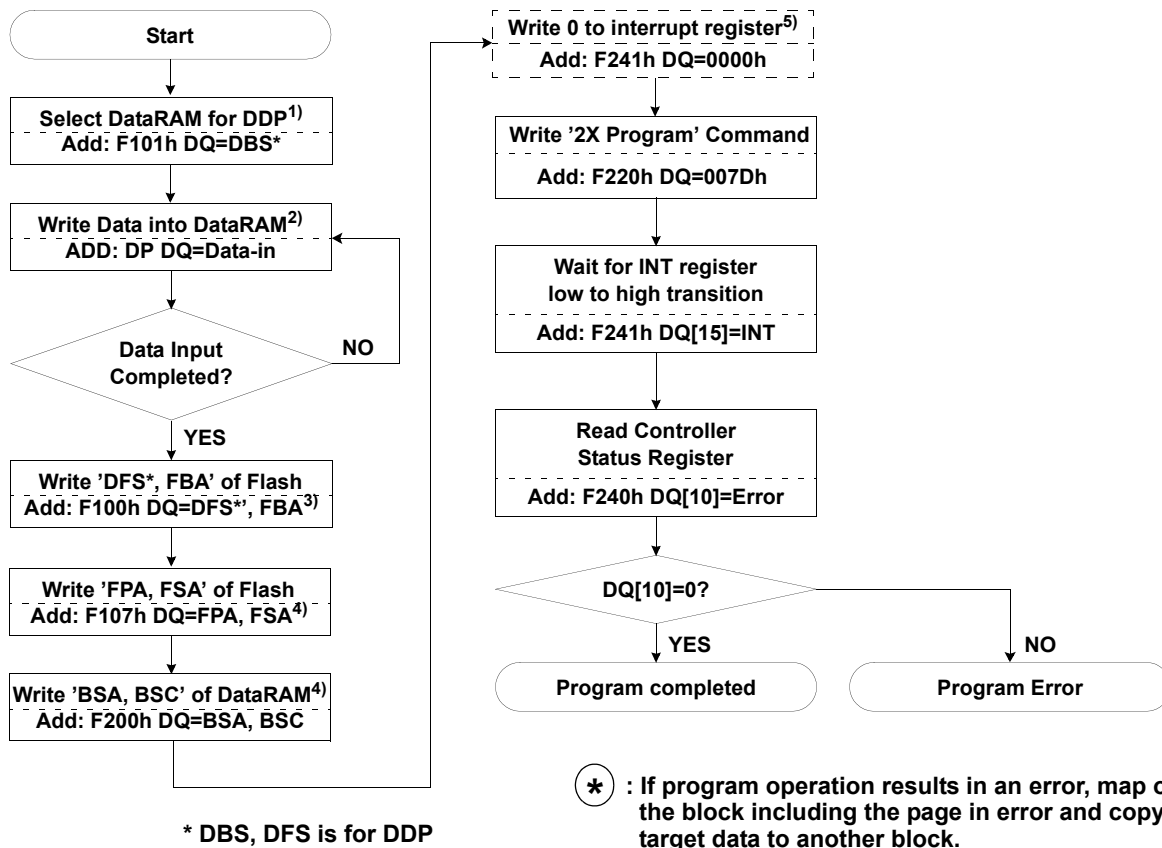 Start
Select DataRAM for DDP1)
Add: F101h DQ=DBS*
Write Data into DataRAM2)
ADD: DP DQ=Data-in
Data Input
Completed?
NO
YES
Write ’DFS*, FBA’ of Flash
Add: F100h DQ=DFS*’, FBA3)
Write ’FPA, FSA’ of Flash
Add: F107h DQ=FPA, FSA4)
Write ’BSA, BSC’ of DataRAM4)
Add: F200h DQ=BSA, BSC
Write 0 to interrupt register5)
Add: F241h DQ=0000h
Write ’2X Program’ Command
Add: F220h DQ=007Dh
Wait for INT register
low to high transition
Add: F241h DQ[15]=INT
Read Controller
Status Register
Add: F240h DQ[10]=Error
DQ[10]=0?
YES
NO
Program completed
Program Error
* : If program operation results in an error, map
the block including the page in error and copy
target data to another block.
* DBS, DFS is for DDP